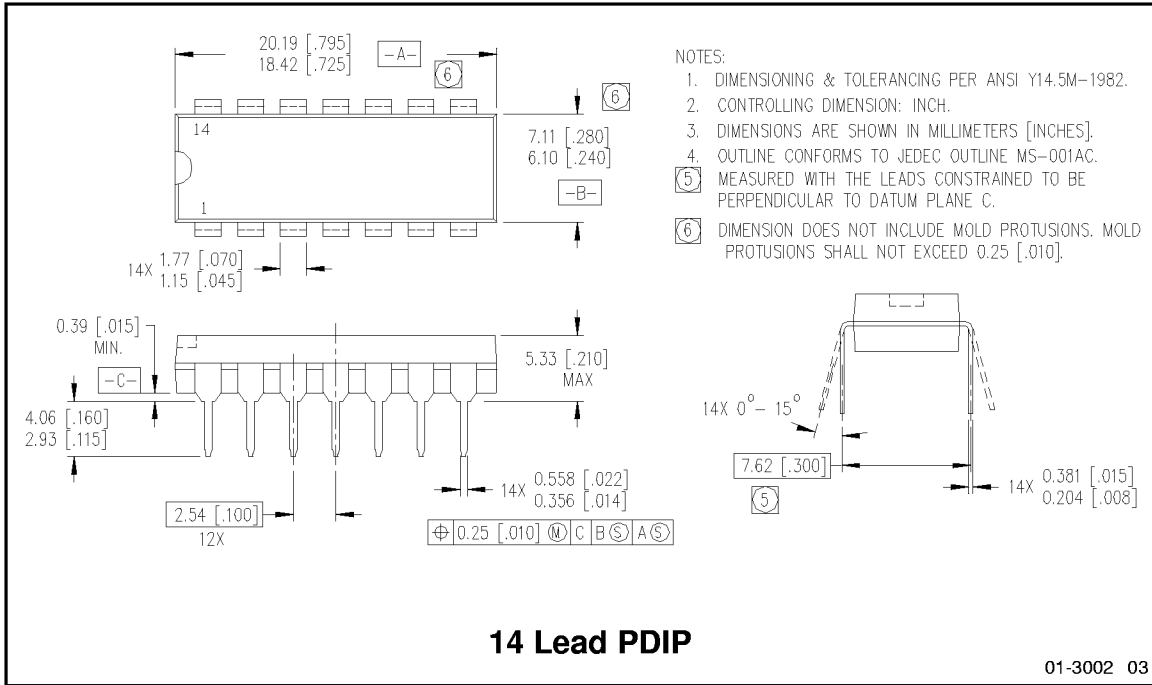 20.19 [.795]
18.42 [.725]
-A-
6
6
14
1
7.11 [.280]
6.10 [.240]
-B-
14X 1.77 [.070]
1.15 [.045]
NOTES:
1. DIMENSIONING & TOLERANCING PER ANSI Y14.5M-1982.
2. CONTROLLING DIMENSION: INCH.
3. DIMENSIONS ARE SHOWN IN MILLIMETERS [INCHES].
4. OUTLINE CONFORMS TO JEDEC OUTLINE MS-001AC.
5 MEASURED WITH THE LEADS CONSTRAINED TO BE
PERPENDICULAR TO DATUM PLANE C.
6 DIMENSION DOES NOT INCLUDE MOLD PROTUSIONS. MOLD
PROTUSIONS SHALL NOT EXCEED 0.25 [.010].
0.39 [.015]
MIN.
-C-
4.06 [.160]
2.93 [.115]
5.33 [.210]
MAX
2.54 [.100]
12X
14X 0.558 [.022]
0.356 [.014]
⌖ 0.25 [.010] Ⓜ C B Ⓢ A Ⓢ
14X 0°- 15°
7.62 [.300]
5
14X 0.381 [.015]
0.204 [.008]
14 Lead PDIP
01-3002 03